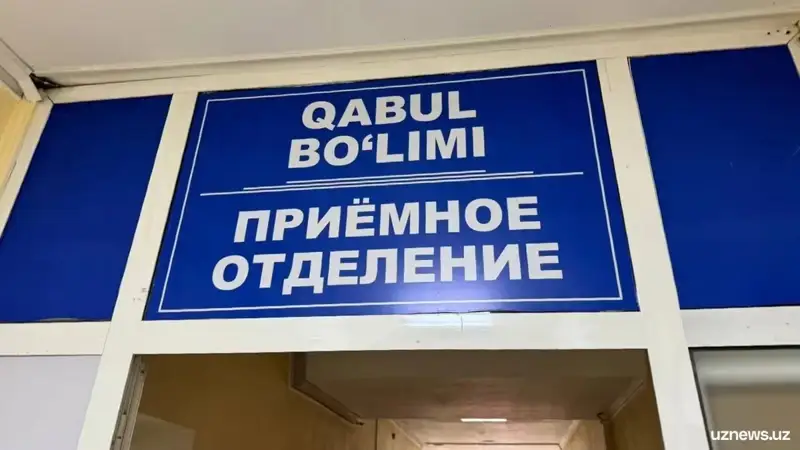 QABUL
BO‘LIMI
ПРИЁМНОЕ
ОТДЕЛЕНИЕ
uznews.uz